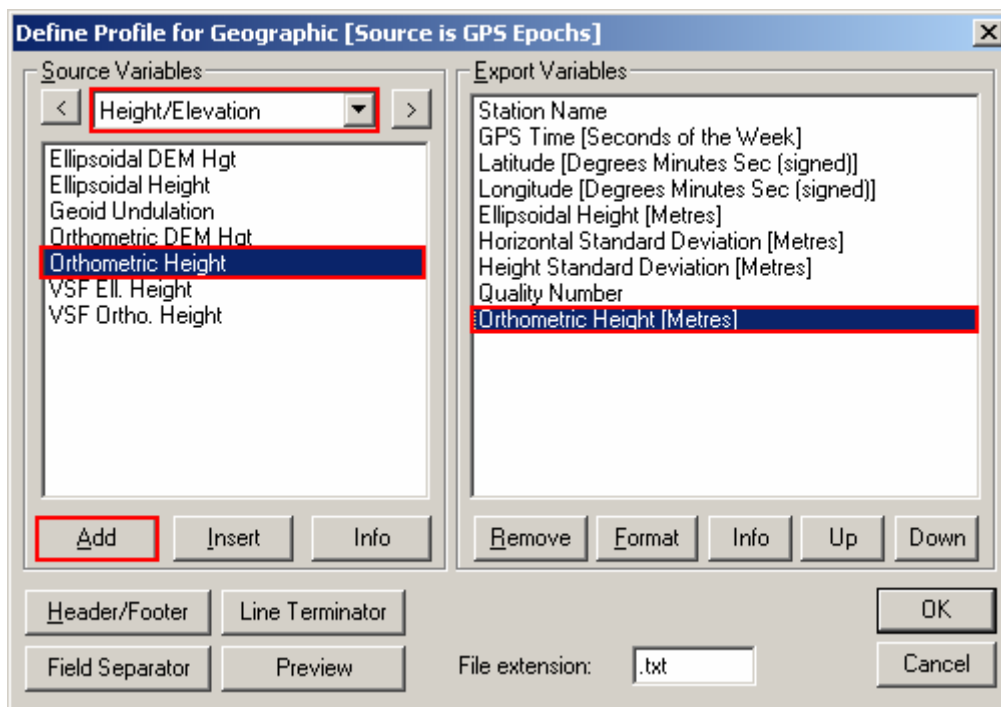 Define Profile for Geographic [Source is GPS Epochs]
Source Variables
<
Height/Elevation
>
Ellipsoidal DEM Hgt
Ellipsoidal Height
Geoid Undulation
Orthometric DEM Hgt
Orthometric Height
VSF Ell. Height
VSF Ortho. Height
Add
Insert
Info
Export Variables
Station Name
GPS Time [Seconds of the Week]
Latitude [Degrees Minutes Sec (signed)]
Longitude [Degrees Minutes Sec (signed)]
Ellipsoidal Height [Metres]
Horizontal Standard Deviation [Metres]
Height Standard Deviation [Metres]
Quality Number
Orthometric Height [Metres]
Remove
Format
Info
Up
Down
Header/Footer
Line Terminator
Field Separator
Preview
File extension:
.txt
OK
Cancel